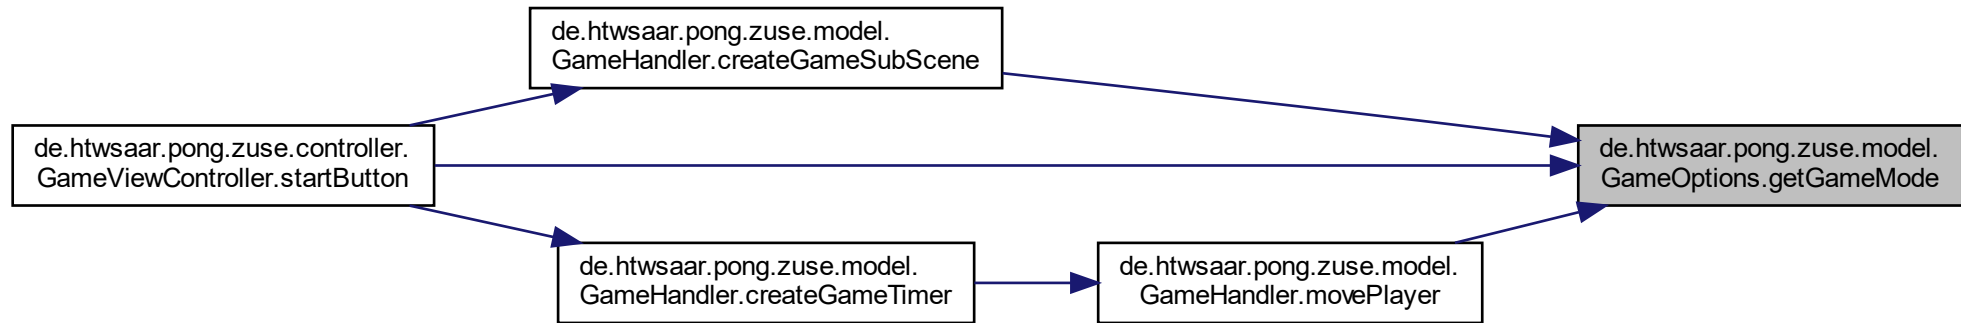 de.htwsaar.pong.zuse.model.
GameHandler.createGameSubScene
de.htwsaar.pong.zuse.controller.
GameViewController.startButton
de.htwsaar.pong.zuse.model.
GameOptions.getGameMode
de.htwsaar.pong.zuse.model.
GameHandler.createGameTimer
de.htwsaar.pong.zuse.model.
GameHandler.movePlayer